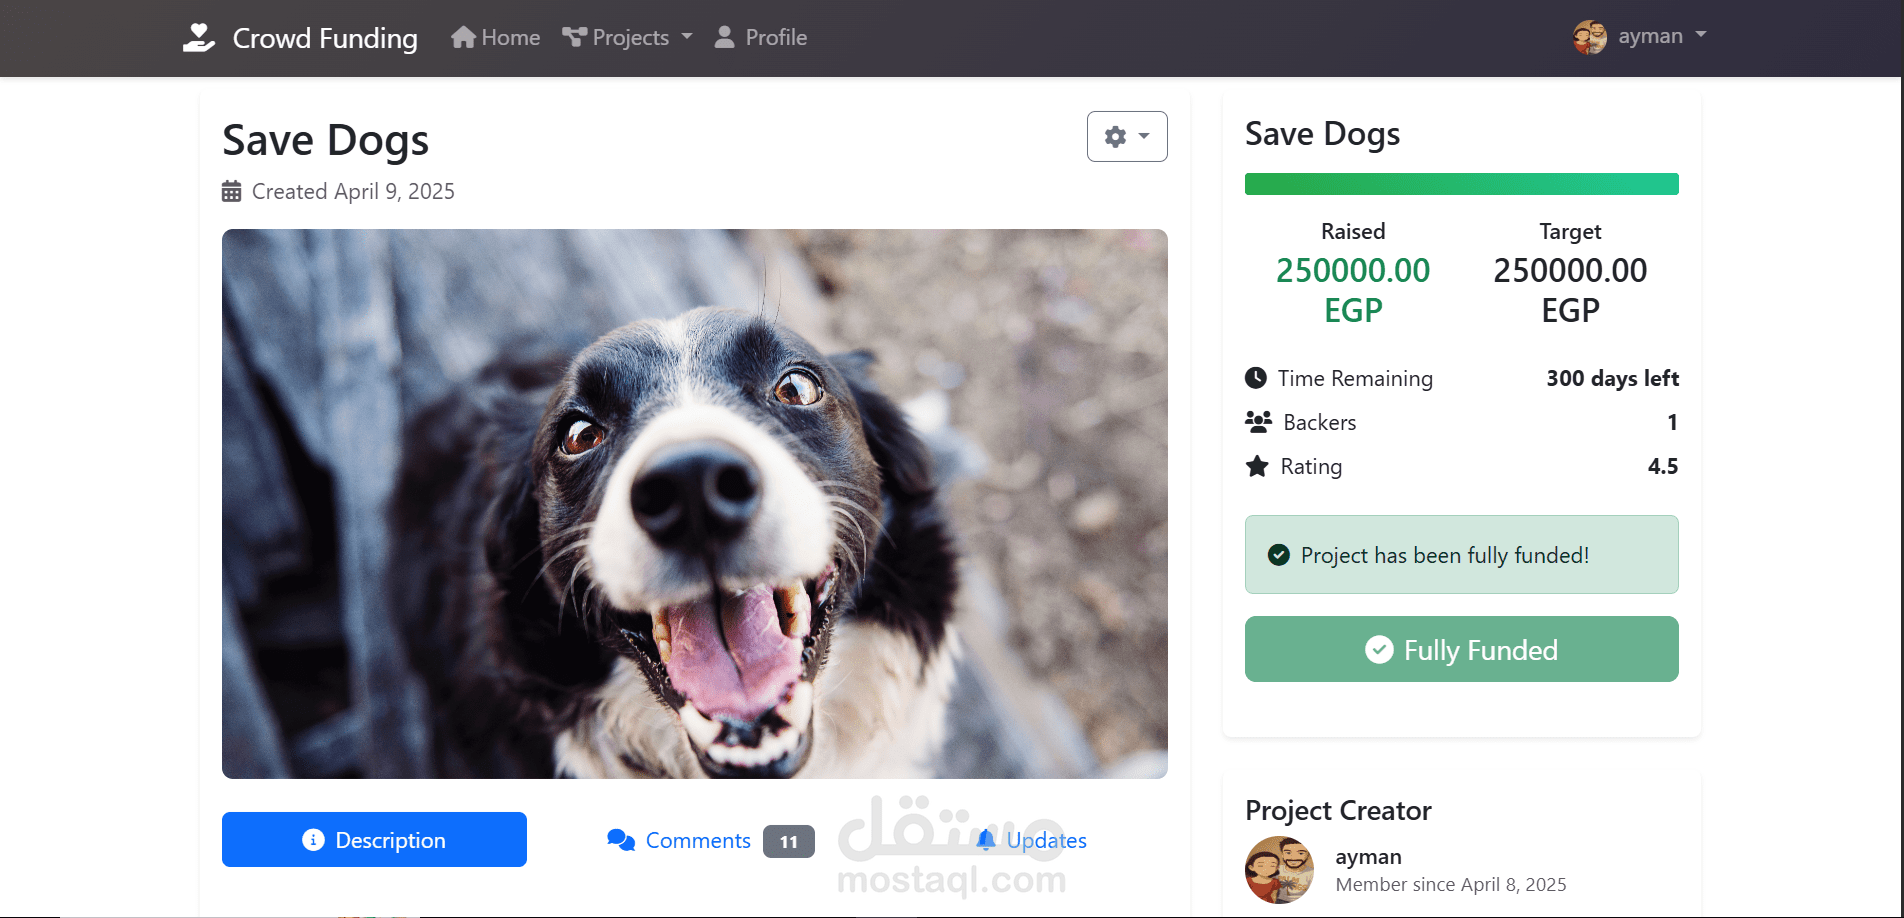 Crowd Funding
Home
Projects
Profile
ayman
Save Dogs
Created April 9, 2025
Description
Comments 11
Updates
مستقل
mostaql.com
Save Dogs
Raised
250000.00
EGP
Target
250000.00
EGP
Time Remaining 300 days left
Backers 1
Rating 4.5
Project has been fully funded!
Fully Funded
Project Creator
ayman
Member since April 8, 2025